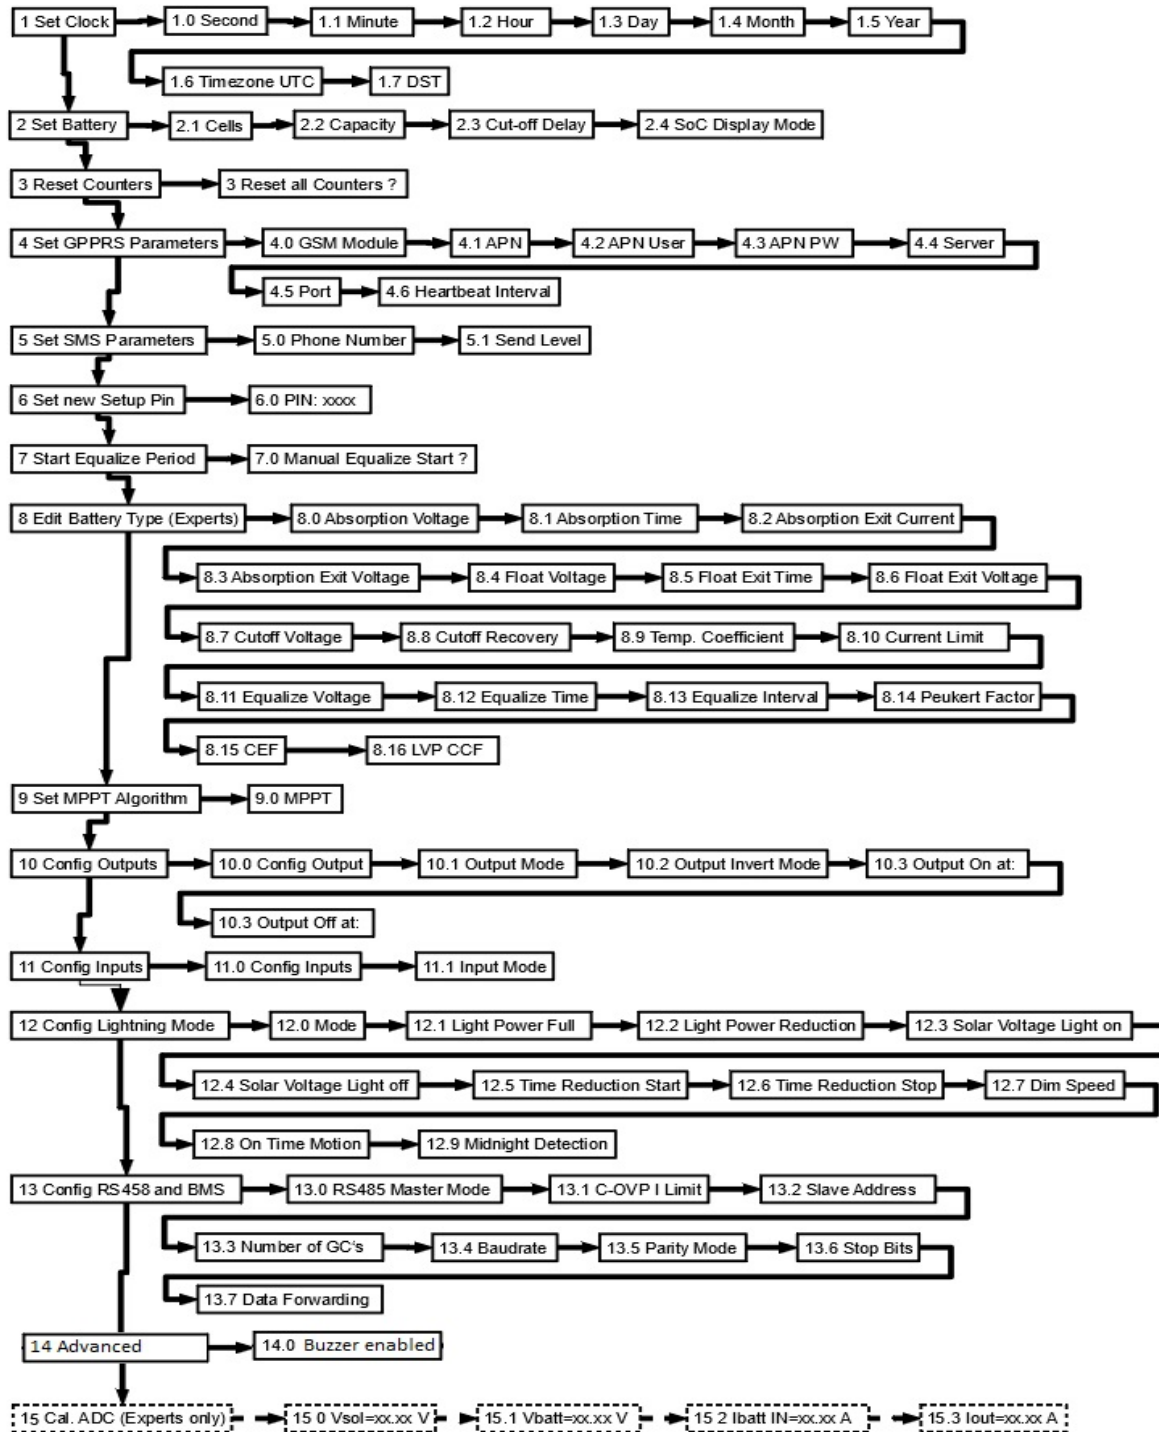 1 Set Clock 1.0 Second 1.1 Minute 1.2 Hour 1.3 Day 1.4 Month 1.5 Year
1.6 Timezone UTC 1.7 DST
2 Set Battery 2.1 Cells 2.2 Capacity 2.3 Cut-off Delay 2.4 SoC Display Mode
3 Reset Counters 3 Reset all Counters ?
4 Set GPPRS Parameters 4.0 GSM Module 4.1 APN 4.2 APN User 4.3 APN PW 4.4 Server
4.5 Port 4.6 Heartbeat Interval
5 Set SMS Parameters 5.0 Phone Number 5.1 Send Level
6 Set new Setup Pin 6.0 PIN: xxxx
7 Start Equalize Period 7.0 Manual Equalize Start ?
8 Edit Battery Type (Experts) 8.0 Absorption Voltage 8.1 Absorption Time 8.2 Absorption Exit Current
8.3 Absorption Exit Voltage 8.4 Float Voltage 8.5 Float Exit Time 8.6 Float Exit Voltage
8.7 Cutoff Voltage 8.8 Cutoff Recovery 8.9 Temp. Coefficient 8.10 Current Limit
8.11 Equalize Voltage 8.12 Equalize Time 8.13 Equalize Interval 8.14 Peukert Factor
8.15 CEF 8.16 LVP CCF
9 Set MPPT Algorithm 9.0 MPPT
10 Config Outputs 10.0 Config Output 10.1 Output Mode 10.2 Output Invert Mode 10.3 Output On at:
10.3 Output Off at:
11 Config Inputs 11.0 Config Inputs 11.1 Input Mode
12 Config Lightning Mode 12.0 Mode 12.1 Light Power Full 12.2 Light Power Reduction 12.3 Solar Voltage Light on
12.4 Solar Voltage Light off 12.5 Time Reduction Start 12.6 Time Reduction Stop 12.7 Dim Speed
12.8 On Time Motion 12.9 Midnight Detection
13 Config RS458 and BMS 13.0 RS485 Master Mode 13.1 C-OVP I Limit 13.2 Slave Address
13.3 Number of GC's 13.4 Baudrate 13.5 Parity Mode 13.6 Stop Bits
13.7 Data Forwarding
14 Advanced 14.0 Buzzer enabled
15 Cal. ADC (Experts only) 15 0 Vsol=xx.xx V 15.1 Vbatt=xx.xx V 15 2 Ibatt IN=xx.xx A 15.3 Iout=xx.xx A